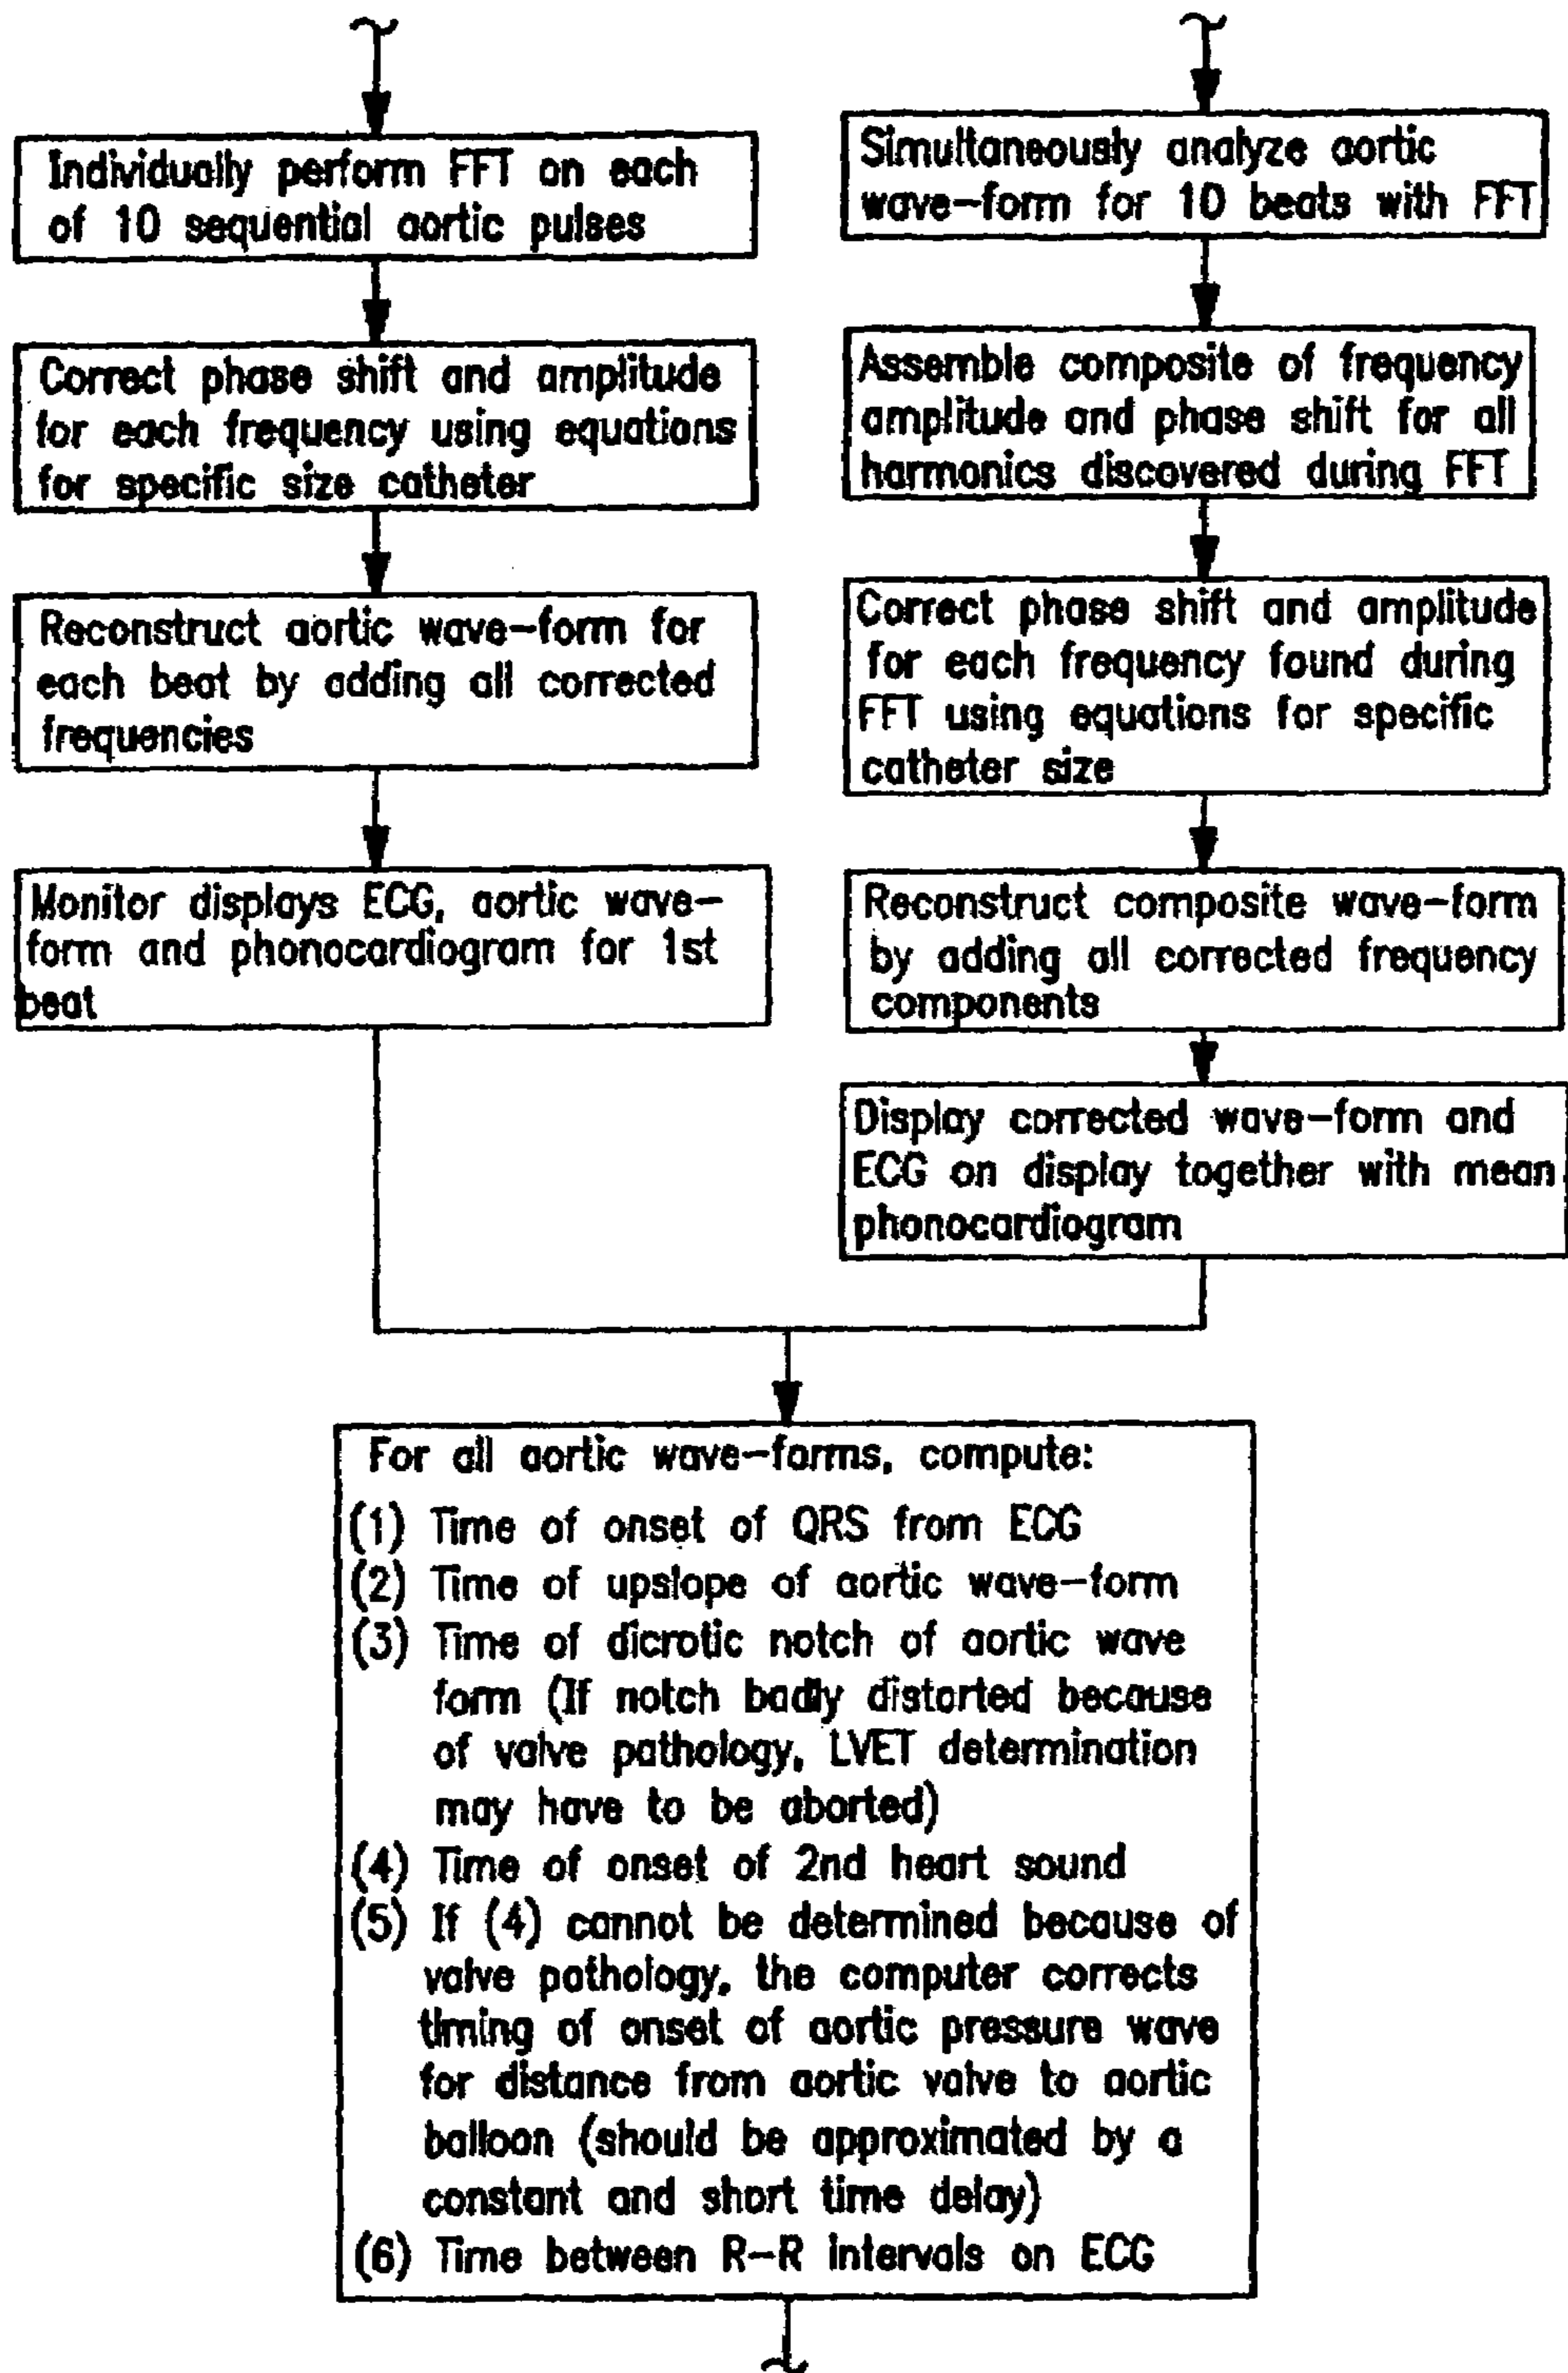 Individually perform FFT on each
of 10 sequential aortic pulses
Correct phase shift and amplitude
for each frequency using equations
for specific size catheter
Reconstruct aortic wave-form for
each beat by adding all corrected
frequencies
Monitor displays ECG, aortic wave-
form and phonocardiogram for 1st
beat
Simultaneously analyze aortic
wave-form for 10 beats with FFT
Assemble composite of frequency
amplitude and phase shift for all
harmonics discovered during FFT
Correct phase shift and amplitude
for each frequency found during
FFT using equations for specific
catheter size
Reconstruct composite wave-form
by adding all corrected frequency
components
Display corrected wave-form and
ECG on display together with mean
phonocardiogram
For all aortic wave-forms, compute:
(1) Time of onset of QRS from ECG
(2) Time of upslope of aortic wave-form
(3) Time of dicrotic notch of aortic wave
form (If notch badly distorted because
of valve pathology, LVET determination
may have to be aborted)
(4) Time of onset of 2nd heart sound
(5) If (4) cannot be determined because of
valve pathology, the computer corrects
timing of onset of aortic pressure wave
for distance from aortic valve to aortic
balloon (should be approximated by a
constant and short time delay)
(6) Time between R-R intervals on ECG